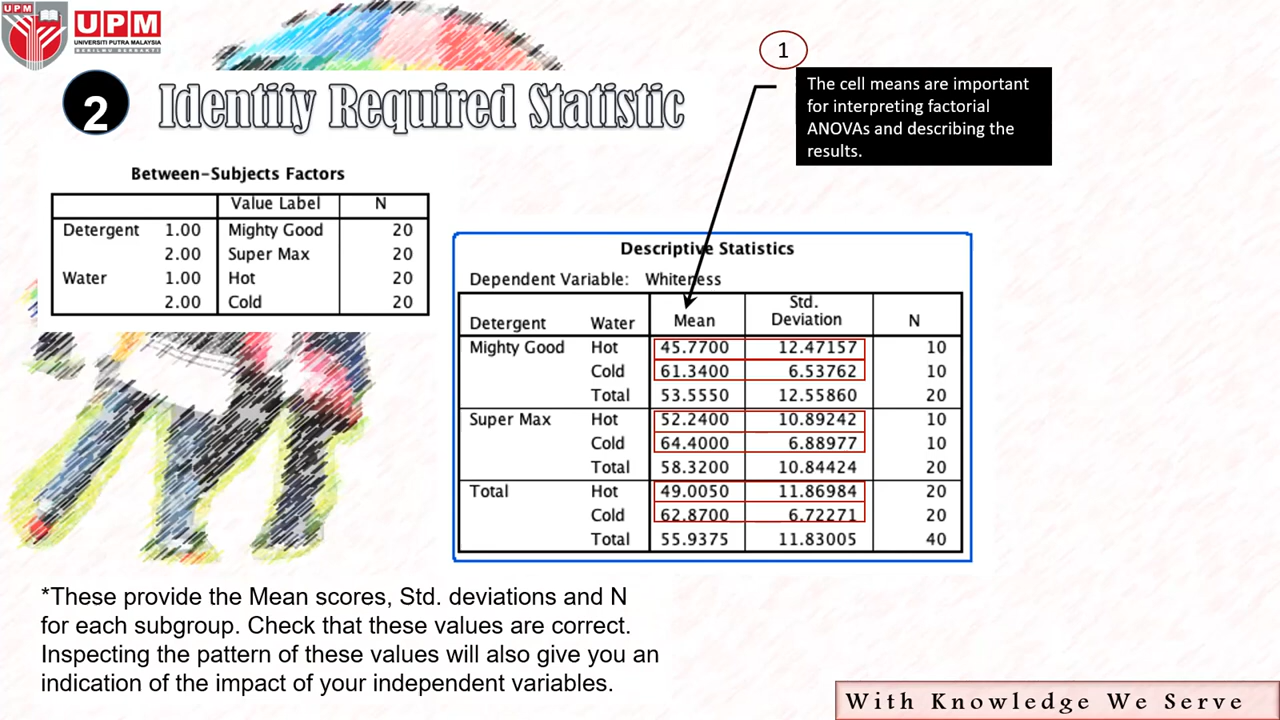 UPM
UPM
UNIVERSITI PUTRA MALAYSIA
BERILMU BERBAKTI
1
The cell means are important
for interpreting factorial
ANOVAs and describing the
results.
2 Identify Required Statistic
Between-Subjects Factors
Value Label N
Detergent 1.00 Mighty Good 20
2.00 Super Max 20
Water 1.00 Hot 20
2.00 Cold 20
Descriptive Statistics
Dependent Variable: Whiteness
Detergent Water Mean Std. Deviation N
Mighty Good Hot 45.7700 12.47157 10
Cold 61.3400 6.53762 10
Total 53.5550 12.55860 20
Super Max Hot 52.2400 10.89242 10
Cold 64.4000 6.88977 10
Total 58.3200 10.84424 20
Total Hot 49.0050 11.86984 20
Cold 62.8700 6.72271 20
Total 55.9375 11.83005 40
*These provide the Mean scores, Std. deviations and N
for each subgroup. Check that these values are correct.
Inspecting the pattern of these values will also give you an
indication of the impact of your independent variables.
With Knowledge We Serve